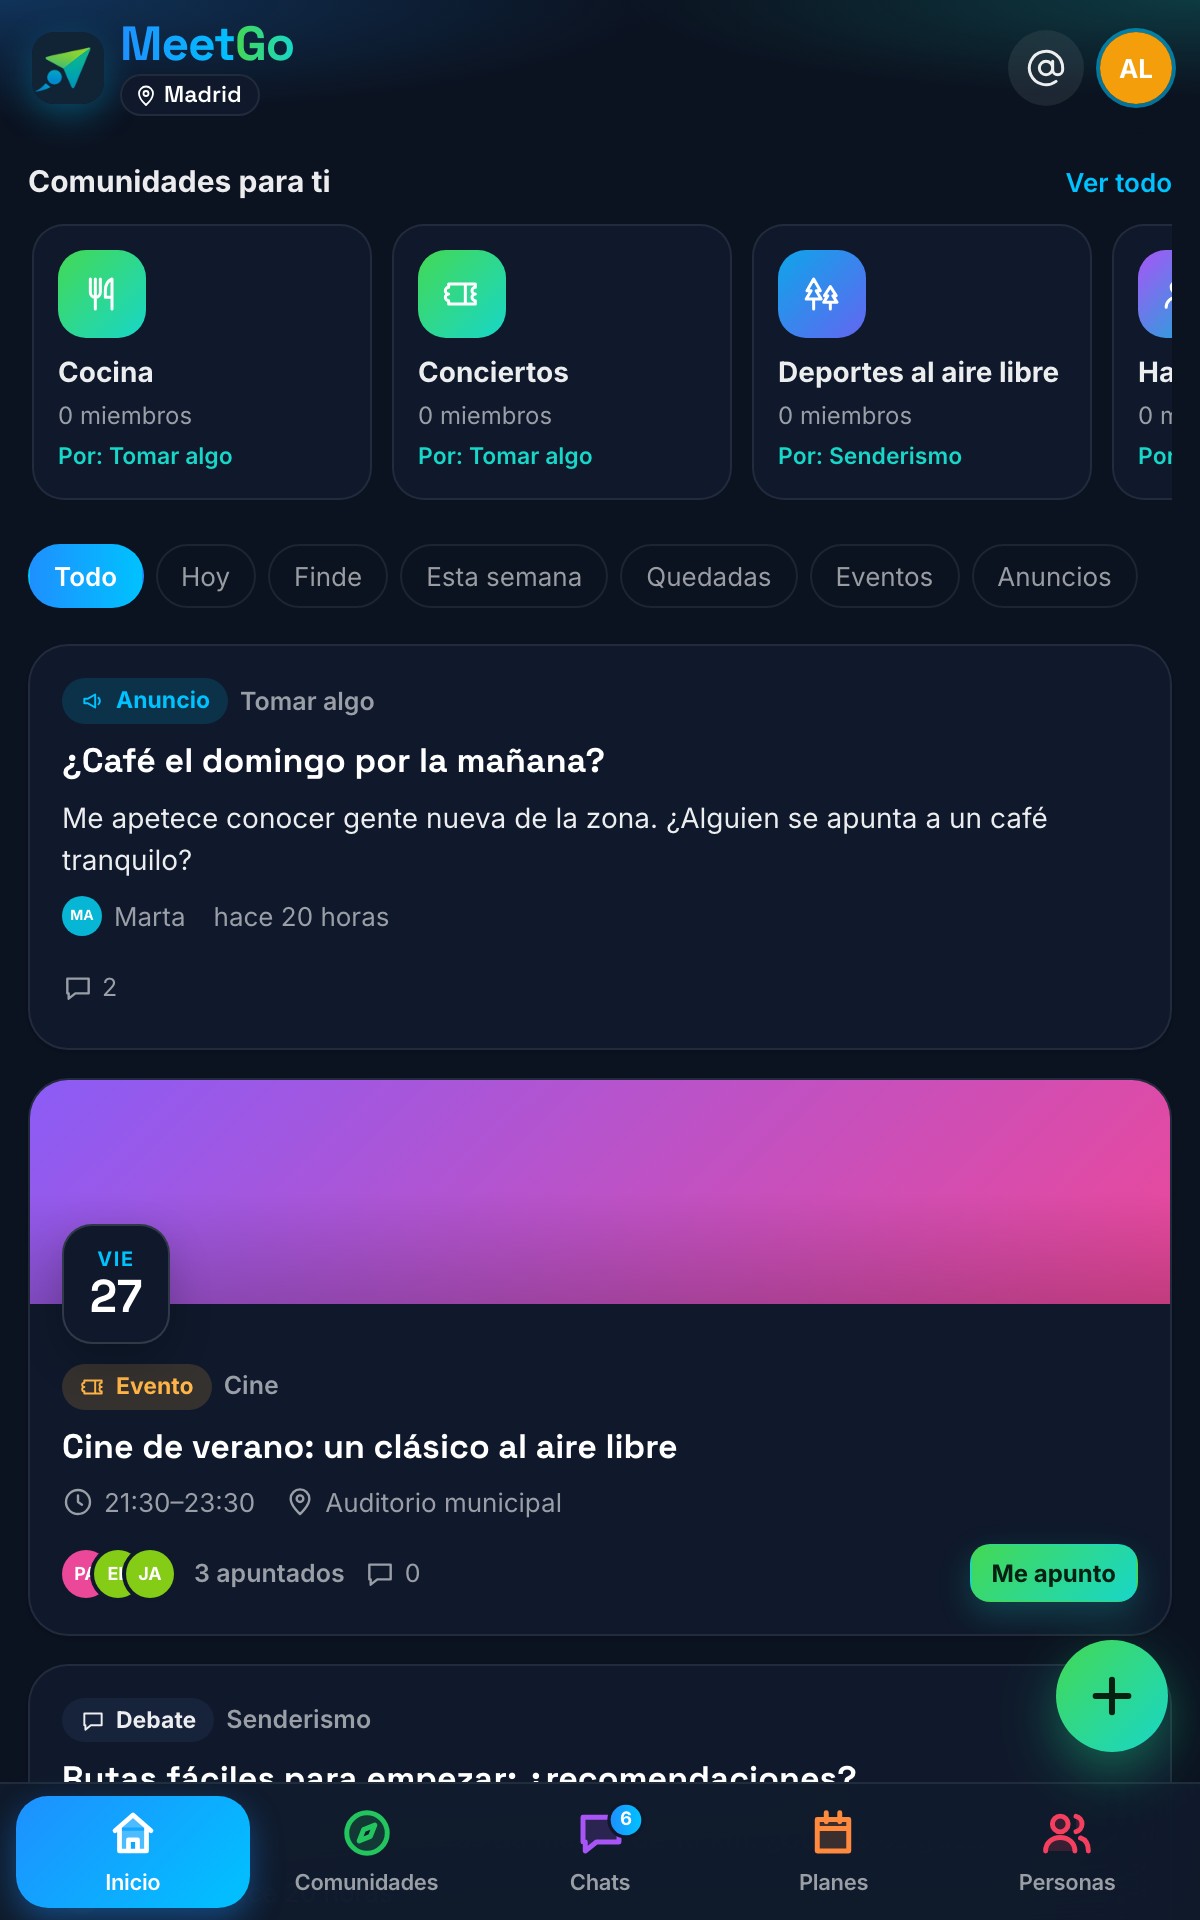 MeetGo
Madrid
@
AL
Comunidades para ti
Ver todo
Cocina
0 miembros
Por: Tomar algo
Conciertos
0 miembros
Por: Tomar algo
Deportes al aire libre
0 miembros
Por: Senderismo
Todo
Hoy
Finde
Esta semana
Quedadas
Eventos
Anuncios
Anuncio
Tomar algo
¿Café el domingo por la mañana?
Me apetece conocer gente nueva de la zona. ¿Alguien se apunta a un café
tranquilo?
MA
Marta
hace 20 horas
2
VIE
27
Evento
Cine
Cine de verano: un clásico al aire libre
21:30–23:30
Auditorio municipal
JA
3 apuntados
0
Me apunto
Debate
Senderismo
Rutas fáciles para empezar: ¿recomendaciones?
Inicio
Comunidades
6
Chats
Planes
Personas